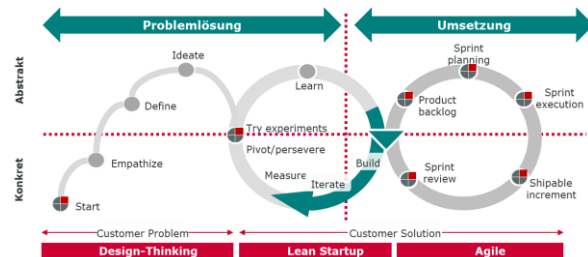 Problemlösung
Umsetzung
Abstrakt
Konkret
Ideate
Define
Empathize
Start
Learn
Try experiments
Pivot/persevere
Measure
Iterate
Build
Sprint
planning
Product
backlog
Sprint
execution
Sprint
review
Shipable
increment
Customer Problem
Customer Solution
Design-Thinking
Lean Startup
Agile